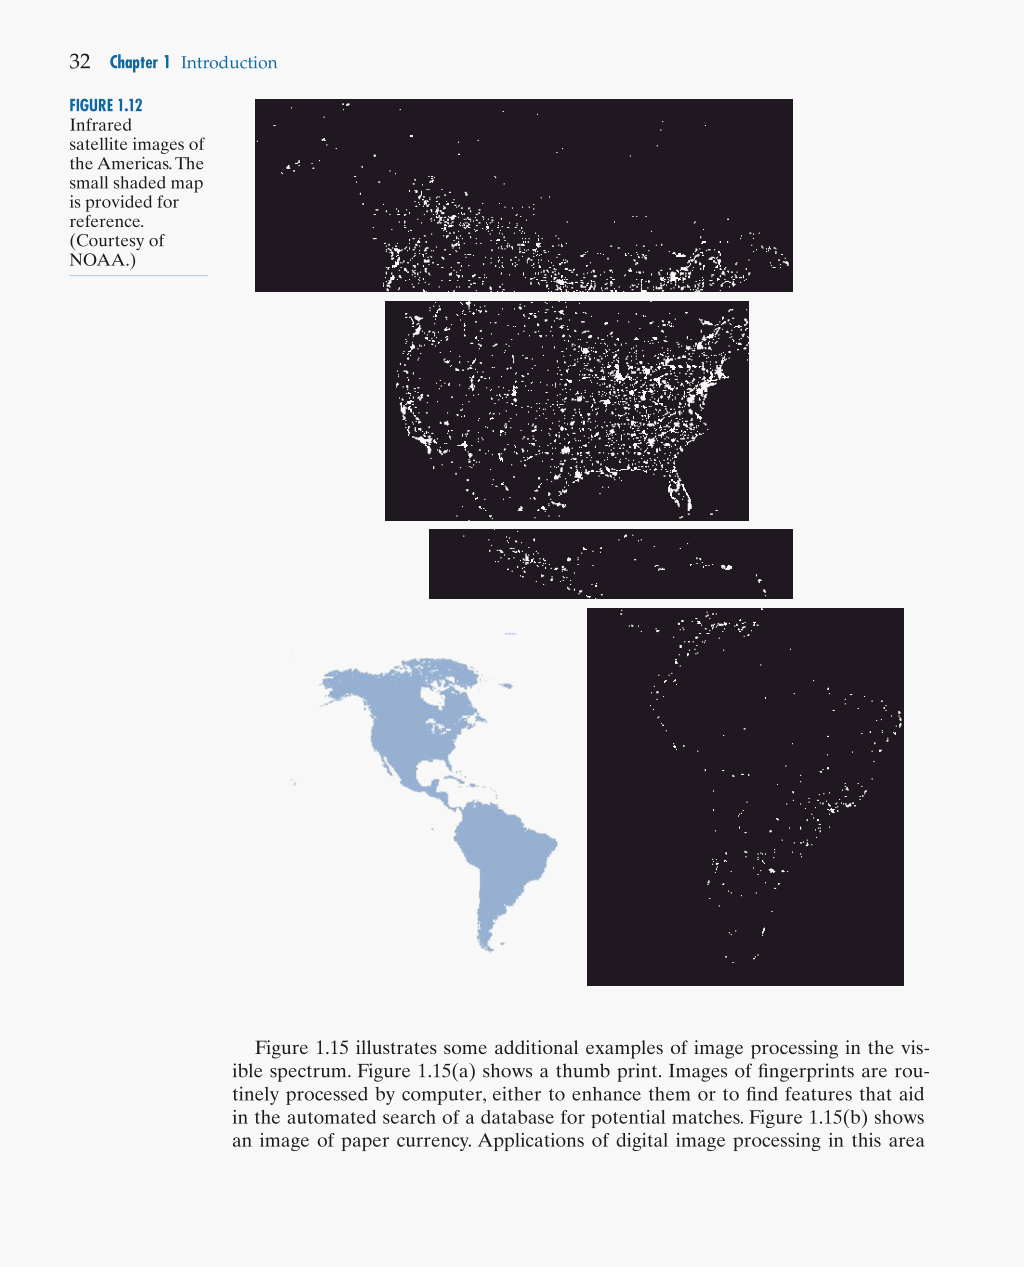 32 Chapter 1 Introduction
FIGURE 1.12
Infrared
satellite images of
the Americas. The
small shaded map
is provided for
reference.
(Courtesy of
NOAA.)
Figure 1.15 illustrates some additional examples of image processing in the vis-
ible spectrum. Figure 1.15(a) shows a thumb print. Images of fingerprints are rou-
tinely processed by computer, either to enhance them or to find features that aid
in the automated search of a database for potential matches. Figure 1.15(b) shows
an image of paper currency. Applications of digital image processing in this area